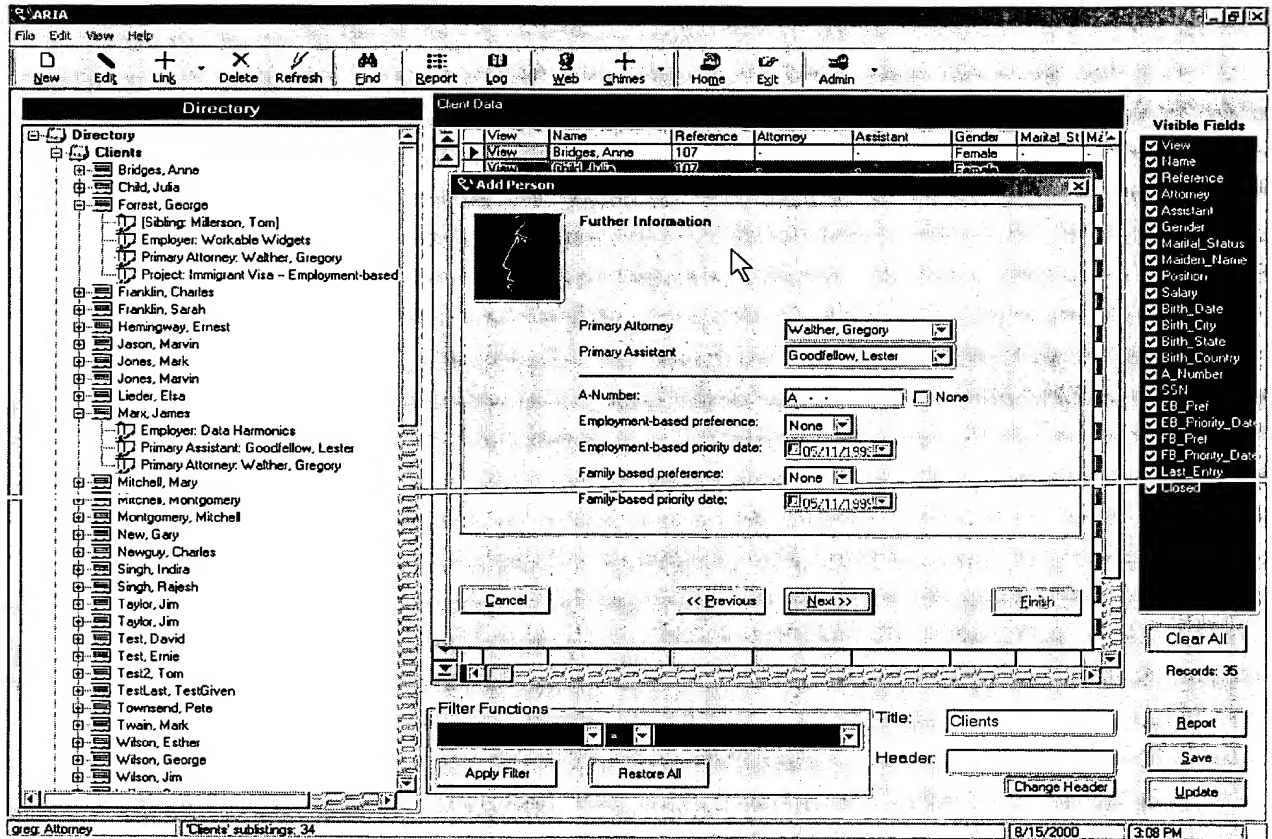 ARIA
File Edit View Help
New Edit Link Delete Refresh Find Report Log Web Chimes Home Exit Admin
Directory
Directory
Clients
Bridges, Anne
Child, Julia
Forrest, George
[Sibling: Millerson, Tom]
Employer: Workable Widgets
Primary Attorney: Walther, Gregory
Project: Immigrant Visa – Employment-based
Franklin, Charles
Franklin, Sarah
Hemingway, Ernest
Jason, Marvin
Jones, Mark
Jones, Marvin
Lieder, Elsa
Marx, James
Employer: Data Harmonics
Primary Assistant: Goodfellow, Lester
Primary Attorney: Walther, Gregory
Mitchell, Mary
Mitchell, Montgomery
Montgomery, Mitchell
New, Gary
Newguy, Charles
Singh, Indira
Singh, Rajesh
Taylor, Jim
Taylor, Jim
Test, David
Test, Ernie
Test2, Tom
TestLast, TestGiven
Townsend, Pete
Twain, Mark
Wilson, Esther
Wilson, George
Wilson, Jim
Client Data
View Name Reference Attorney Assistant Gender Marital_St
View Bridges, Anne 107 - - Female - -
View Child, Julia 107 - - Female - -
Add Person
Further Information
Primary Attorney Walther, Gregory
Primary Assistant Goodfellow, Lester
A-Number: A - - None
Employment-based preference: None
Employment-based priority date: 05/11/199
Family based preference: None
Family-based priority date: 05/11/199
Cancel << Previous Next >> Finish
Filter Functions
=
Apply Filter Restore All
Title: Clients
Header:
Change Header
Visible Fields
View
Name
Reference
Attorney
Assistant
Gender
Marital_Status
Maiden_Name
Position
Salary
Birth_Date
Birth_City
Birth_State
Birth_Country
A_Number
SSN
EB_Pref
EB_Priority_Date
FB_Pref
FB_Priority_Date
Last_Entry
Closed
Clear All
Records: 35
Report
Save
Update
greg: Attorney 'Clients' sublistings: 34 8/15/2000 3:08 PM